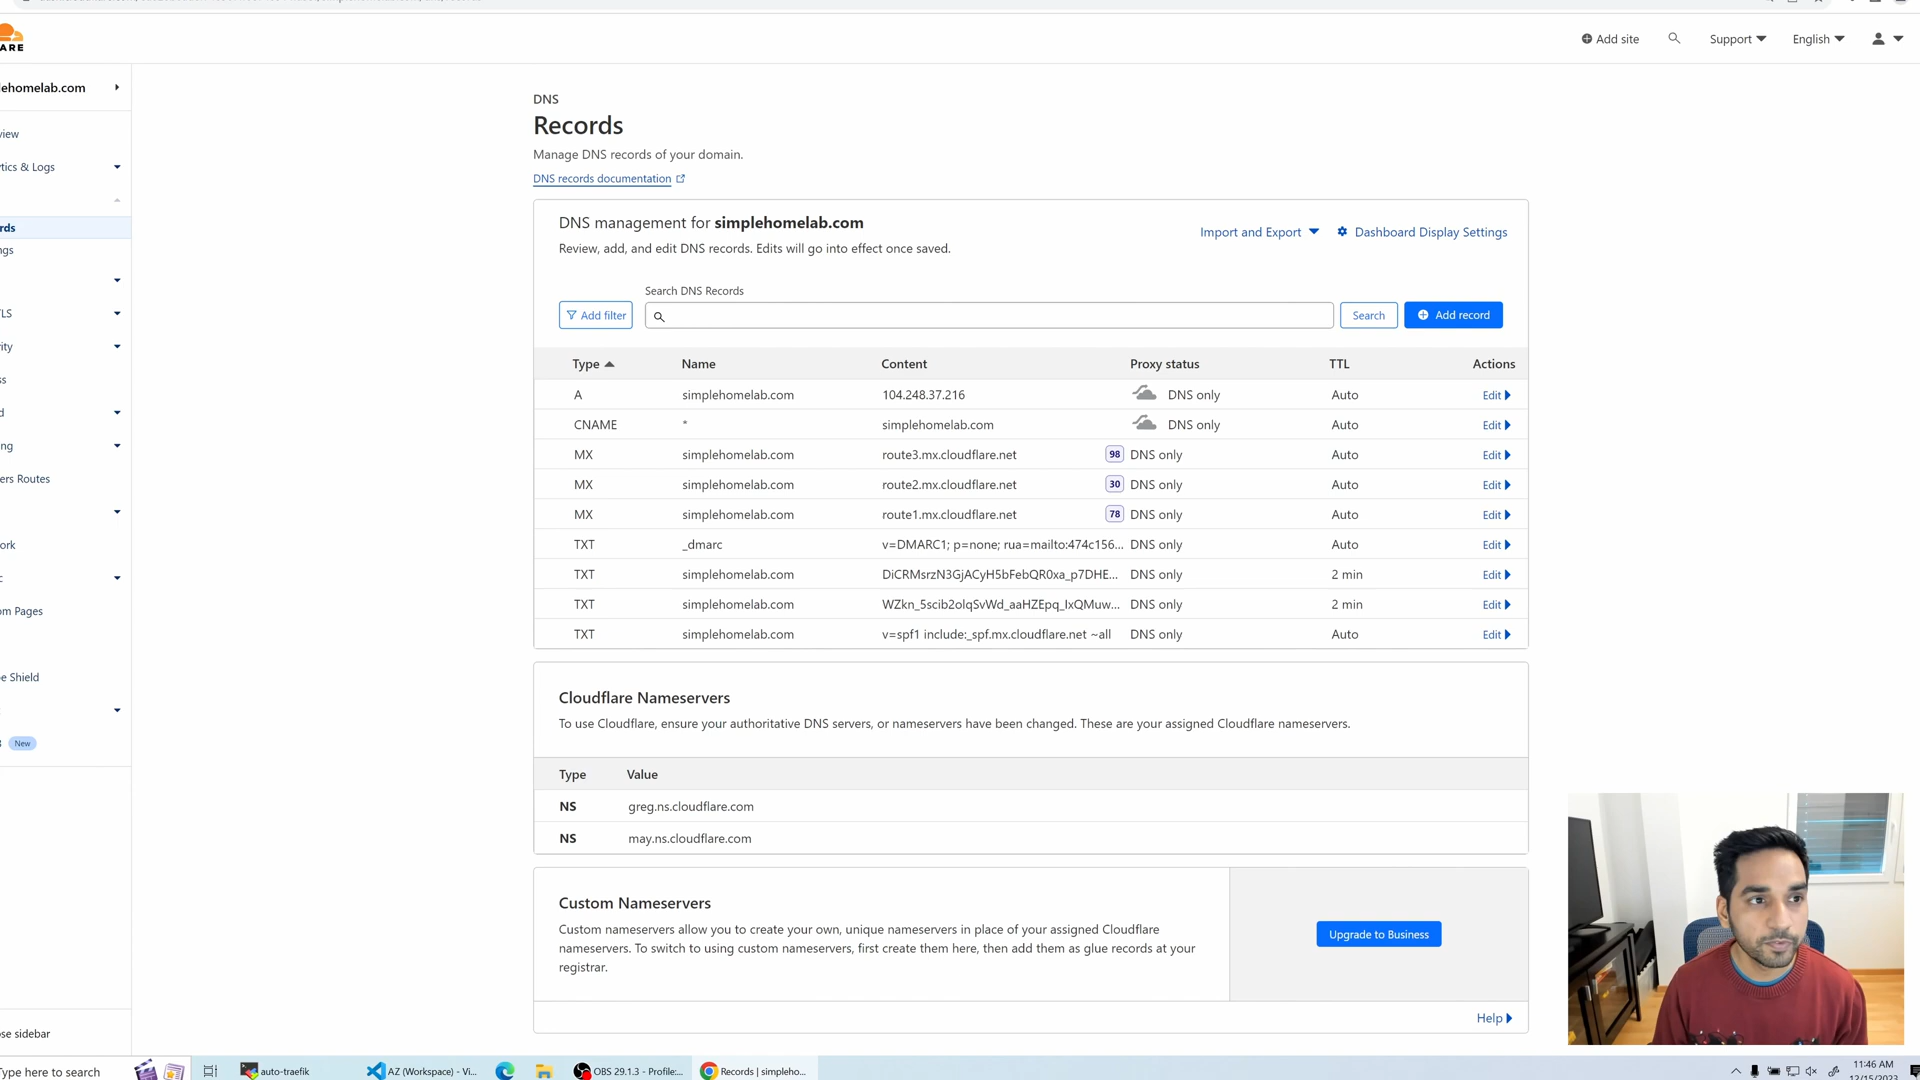 ARE
Add site
Support
English
ehomelab.com
DNS
Records
Manage DNS records of your domain.
DNS records documentation
view
tics & Logs
rds
ngs
LS
rity
ss
d
ng
ers Routes
ork
c
om Pages
e Shield
New
se sidebar
DNS management for simplehomelab.com
Review, add, and edit DNS records. Edits will go into effect once saved.
Import and Export
Dashboard Display Settings
Search DNS Records
Add filter
Search
Add record
Type Name Content Proxy status TTL Actions
A simplehomelab.com 104.248.37.216 DNS only Auto Edit
CNAME * simplehomelab.com DNS only Auto Edit
MX simplehomelab.com route3.mx.cloudflare.net 98 DNS only Auto Edit
MX simplehomelab.com route2.mx.cloudflare.net 30 DNS only Auto Edit
MX simplehomelab.com route1.mx.cloudflare.net 78 DNS only Auto Edit
TXT _dmarc v=DMARC1; p=none; rua=mailto:474c156... DNS only Auto Edit
TXT simplehomelab.com DiCRMsrzN3GjACyH5bFebQR0xa_p7DHE... DNS only 2 min Edit
TXT simplehomelab.com WZkn_5scib2olqSvWd_aaHZEpq_IxQMuw... DNS only 2 min Edit
TXT simplehomelab.com v=spf1 include:_spf.mx.cloudflare.net ~all DNS only Auto Edit
Cloudflare Nameservers
To use Cloudflare, ensure your authoritative DNS servers, or nameservers have been changed. These are your assigned Cloudflare nameservers.
Type Value
NS greg.ns.cloudflare.com
NS may.ns.cloudflare.com
Custom Nameservers
Custom nameservers allow you to create your own, unique nameservers in place of your assigned Cloudflare
nameservers. To switch to using custom nameservers, first create them here, then add them as glue records at your
registrar.
Upgrade to Business
Help
Type here to search
auto-traefik
AZ (Workspace) - Vi...
OBS 29.1.3 - Profile:...
Records | simpleho...
11:46 AM
12/15/2023